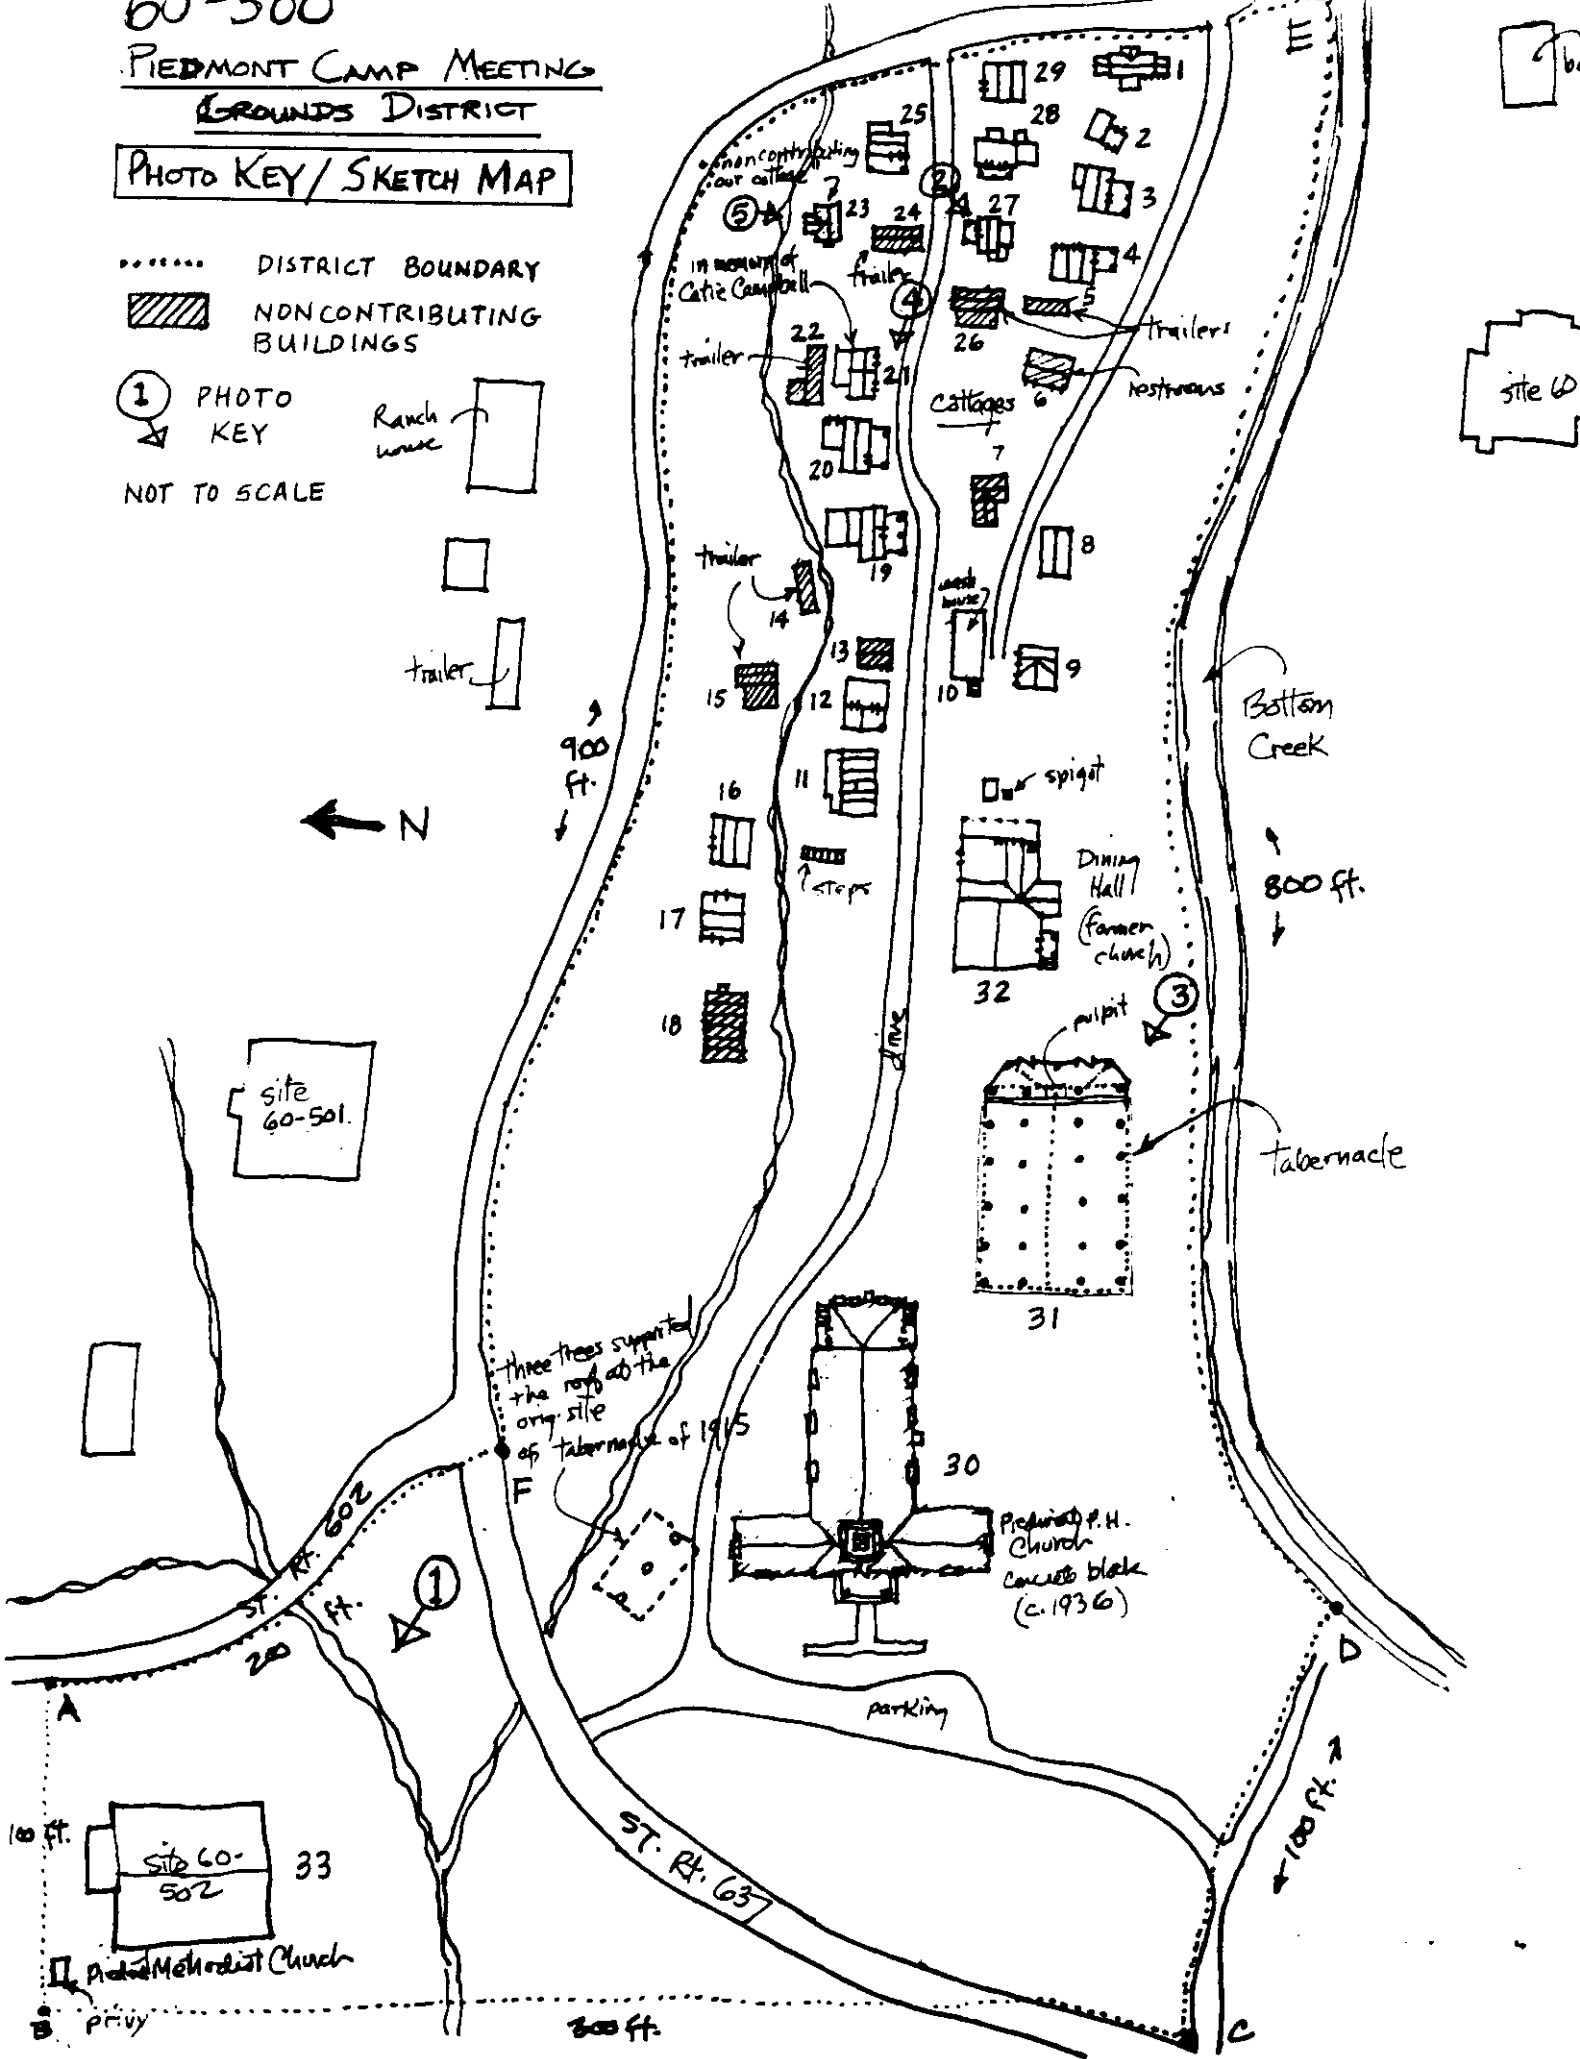 60-500
PIEDMONT CAMP MEETING
GROUNDS DISTRICT
PHOTO KEY / SKETCH MAP
DISTRICT BOUNDARY
NONCONTRIBUTING
BUILDINGS
1 PHOTO
KEY
NOT TO SCALE
Ranch
house
trailer
N
900
ft.
noncontributing
our cottage
5
23
24
25
2
29
28
27
1
2
3
4
5
E
in memory of
Catie Campbell
trailer
4
26
trailers
restrooms
6
22
trailer
21
Cottages
7
20
19
8
site 60
trailer
14
wash
house
13
15
12
10
9
Bottom
Creek
11
spigot
16
steps
17
18
Dining
Hall
(former
church)
32
800 ft.
3
pulpit
drive
site
60-501
tabernacle
31
three trees supported
the roof at the
orig. site
of tabernacle of 1915
F
30
Piedmont P.H.
Church
concrete block
(c. 1936)
ST. Rt. 602
200 ft.
1
A
D
parking
100 ft.
100 ft.
site 60-
502
33
ST. Rt. 637
Methodist Church
privy
B
300 ft.
C